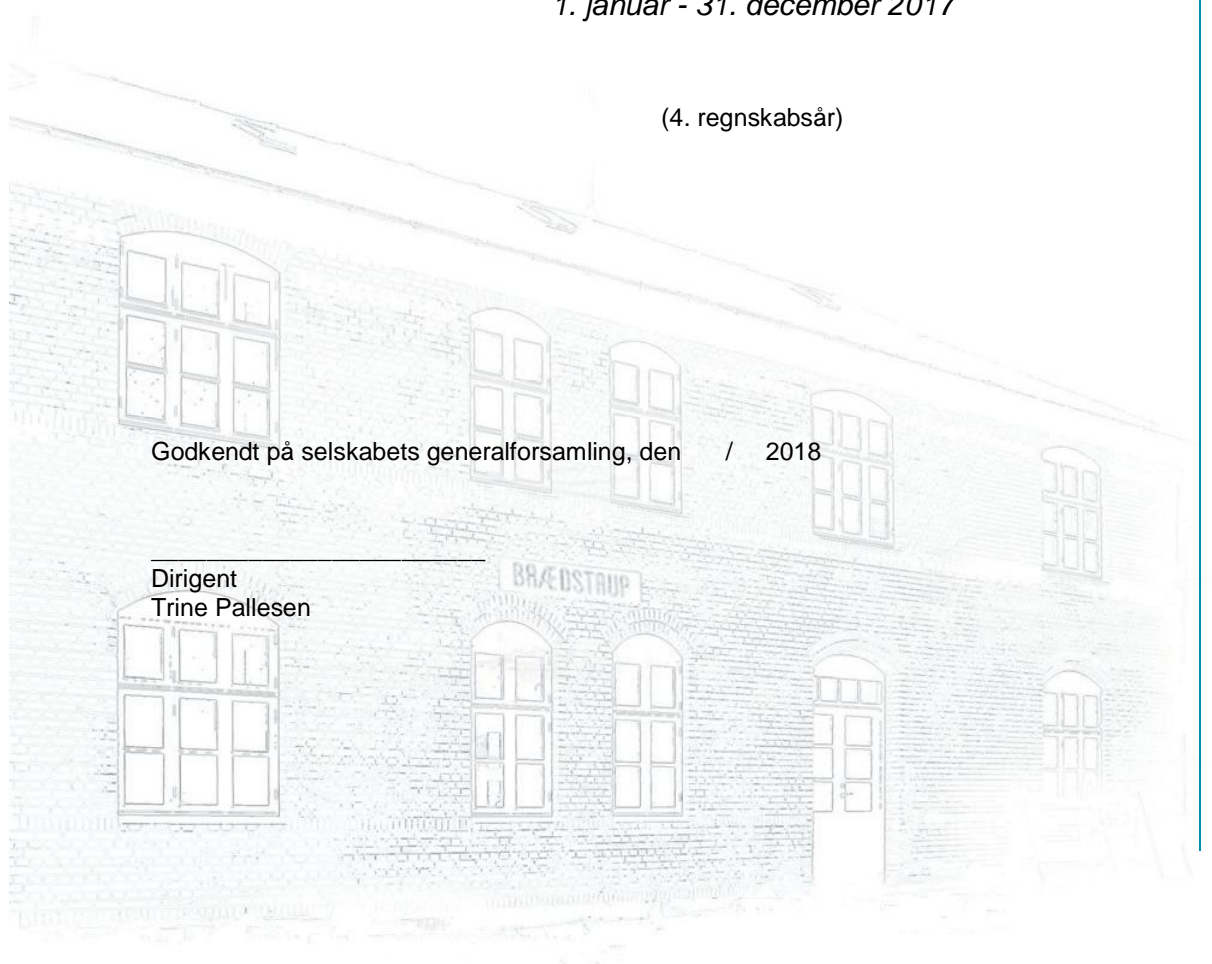 1. januar - 31. december 2017
(4. regnskabsår)
Godkendt på selskabets generalforsamling, den / 2018
Dirigent
Trine Pallesen
BRÆDSTRUP